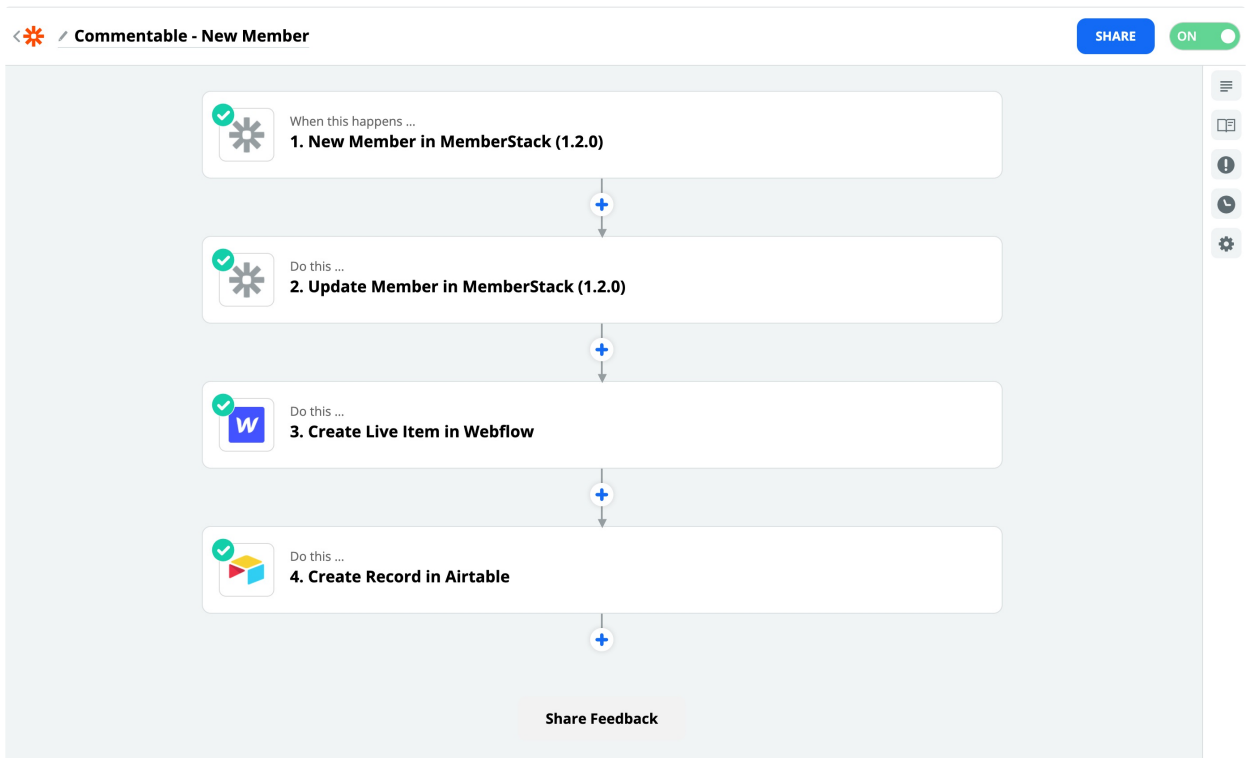 Commentable - New Member
SHARE
ON
When this happens ...
1. New Member in MemberStack (1.2.0)
Do this ...
2. Update Member in MemberStack (1.2.0)
Do this ...
W
3. Create Live Item in Webflow
Do this ...
4. Create Record in Airtable
Share Feedback